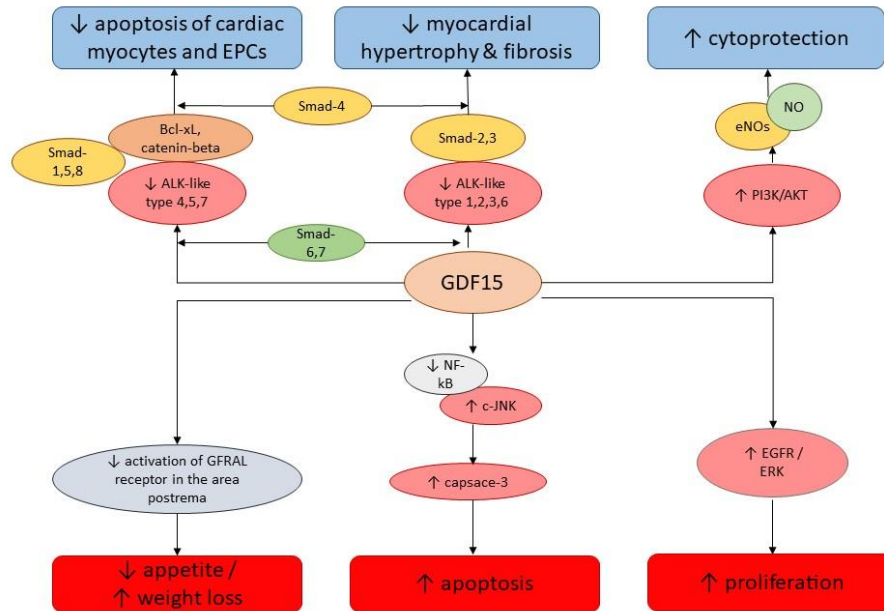 ↓ apoptosis of cardiac
myocytes and EPCs
↓ myocardial
hypertrophy & fibrosis
↑ cytoprotection
Smad-4
NO
eNOs
Bcl-xL,
catenin-beta
Smad-2,3
Smad-
1,5,8
↓ ALK-like
type 4,5,7
↓ ALK-like
type 1,2,3,6
↑ PI3K/AKT
Smad-
6,7
GDF15
↓ NF-
kB
↑ c-JNK
↓ activation of GFRAL
receptor in the area
postrema
↑ capsace-3
↑ EGFR /
ERK
↓ appetite /
↑ weight loss
↑ apoptosis
↑ proliferation